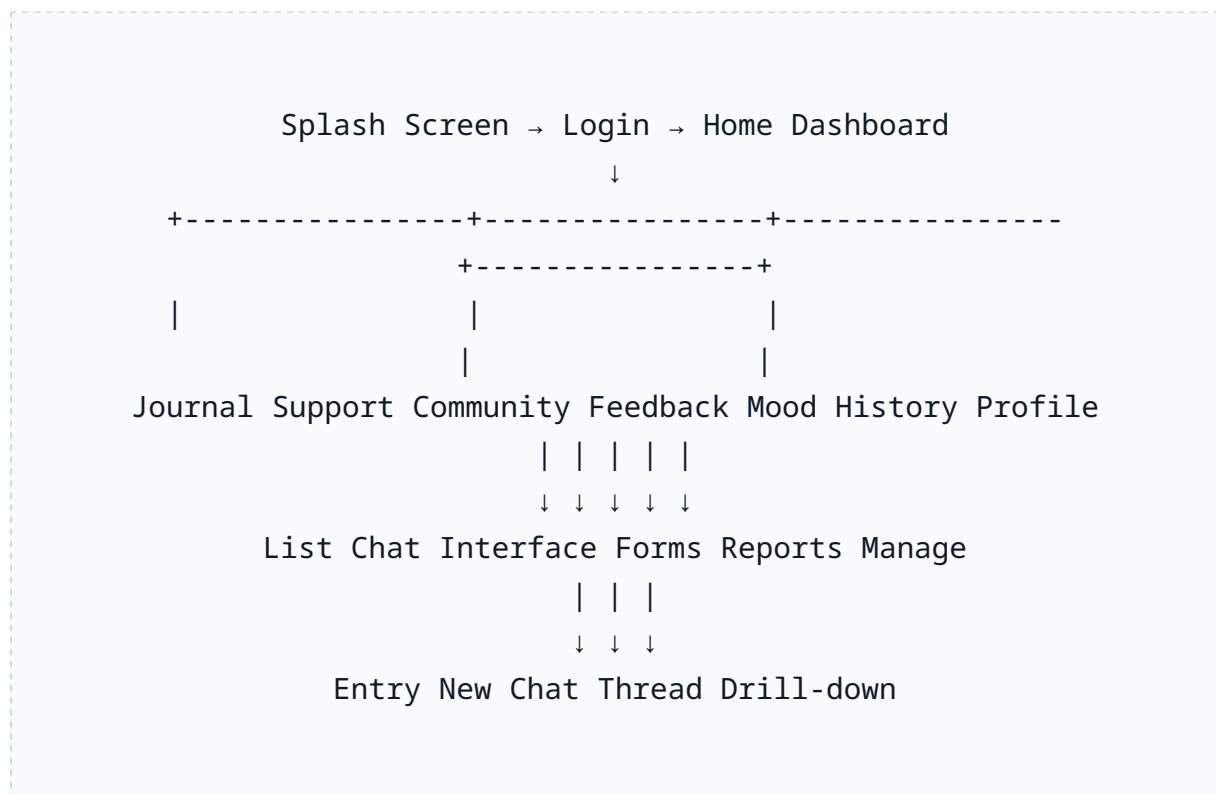 Splash Screen → Login → Home Dashboard
↓
+----------------+----------------+----------------
+----------------+
| | |
| |
Journal Support Community Feedback Mood History Profile
| | | | |
↓ ↓ ↓ ↓ ↓
List Chat Interface Forms Reports Manage
| | |
↓ ↓ ↓
Entry New Chat Thread Drill-down